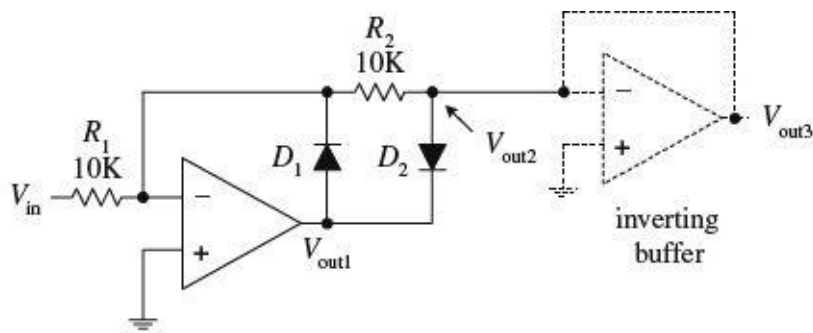 R2
10K
R1
10K
Vin
−
+
D1
D2
Vout1
Vout2
−
+
Vout3
inverting
buffer